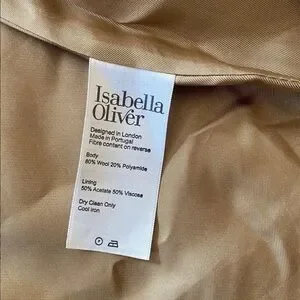 Isabella
Oliver
Designed in London
Made in Portugal
Fibre content on reverse
Body
80% Wool 20% Polyamide
Lining
50% Acetate 50% Viscose
Dry Clean Only
Cool iron